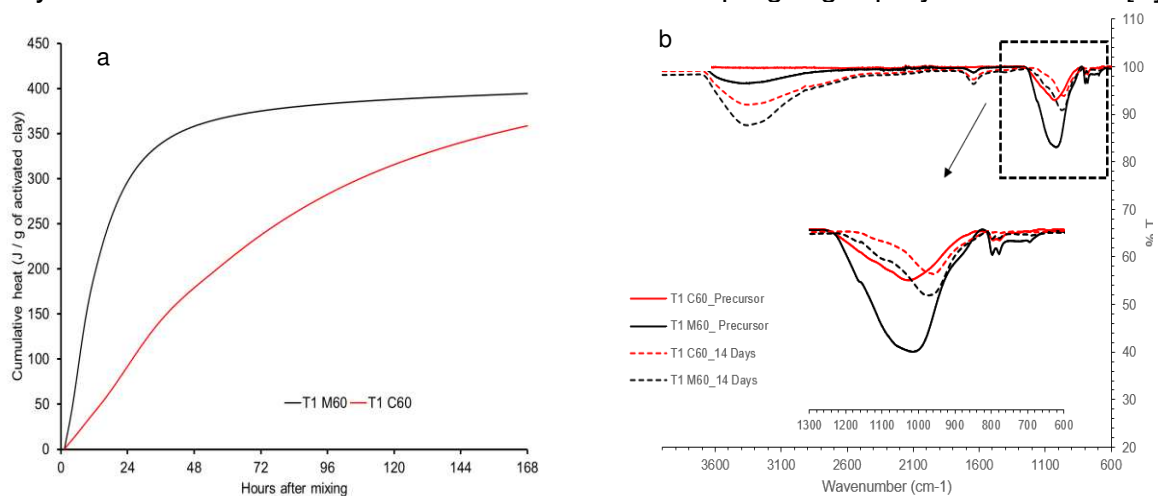 a
450
400
350
300
250
200
150
100
50
0
Cumulative heat (J / g of activated clay)
T1 M60 T1 C60
0 24 48 72 96 120 144 168
Hours after mixing
b
110
100
90
80
70
60
50
40
30
20
% T
T1 C60_Precursor
T1 M60_ Precursor
T1 C60_14 Days
T1 M60_14 Days
1300 1200 1100 1000 900 800 700 600
3600 3100 2600 2100 1600 1100 600
Wavenumber (cm-1)